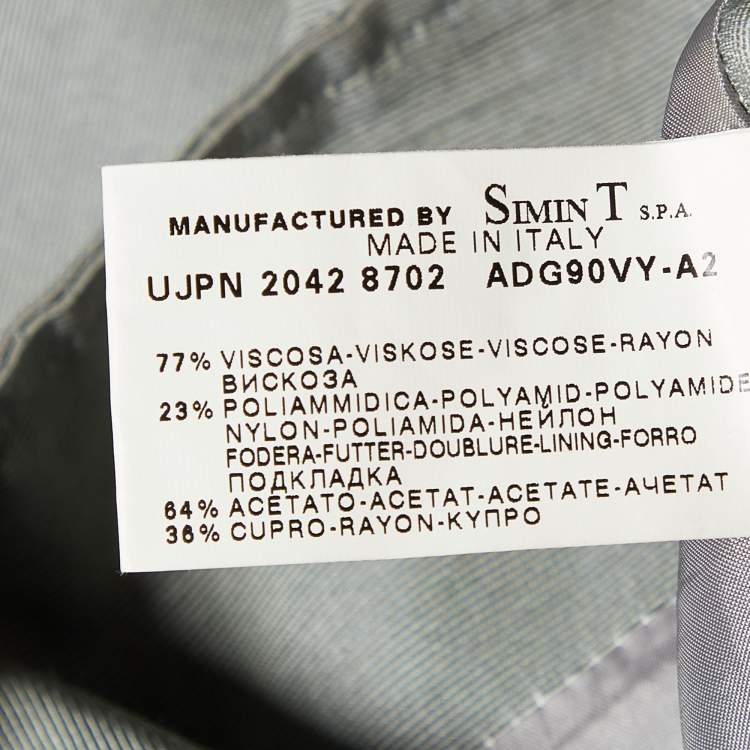 MANUFACTURED BY SIMINT S.P.A.
MADE IN ITALY
UJPN 2042 8702 ADG90VY-A2
77% VISCOSA-VISKOSE-VISCOSE-RAYON
ВИСКОЗА
23% POLIAMMIDICA-POLYAMID-POLYAMIDE
NYLON-POLIAMIDA-НЕЙЛОН
FODERA-FUTTER-DOUBLURE-LINING-FORRO
ПОДКЛАДКА
64% ACETATO-ACETAT-ACETATE-АЧЕТАТ
36% CUPRO-RAYON-КУПРО